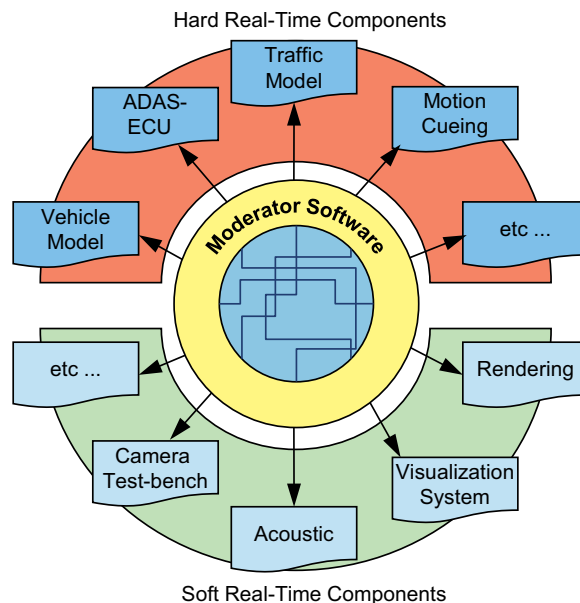 Hard Real-Time Components
Traffic
Model
ADAS-
ECU
Motion
Cueing
Vehicle
Model
Moderator Software
etc ...
etc ...
Rendering
Camera
Test-bench
Visualization
System
Acoustic
Soft Real-Time Components